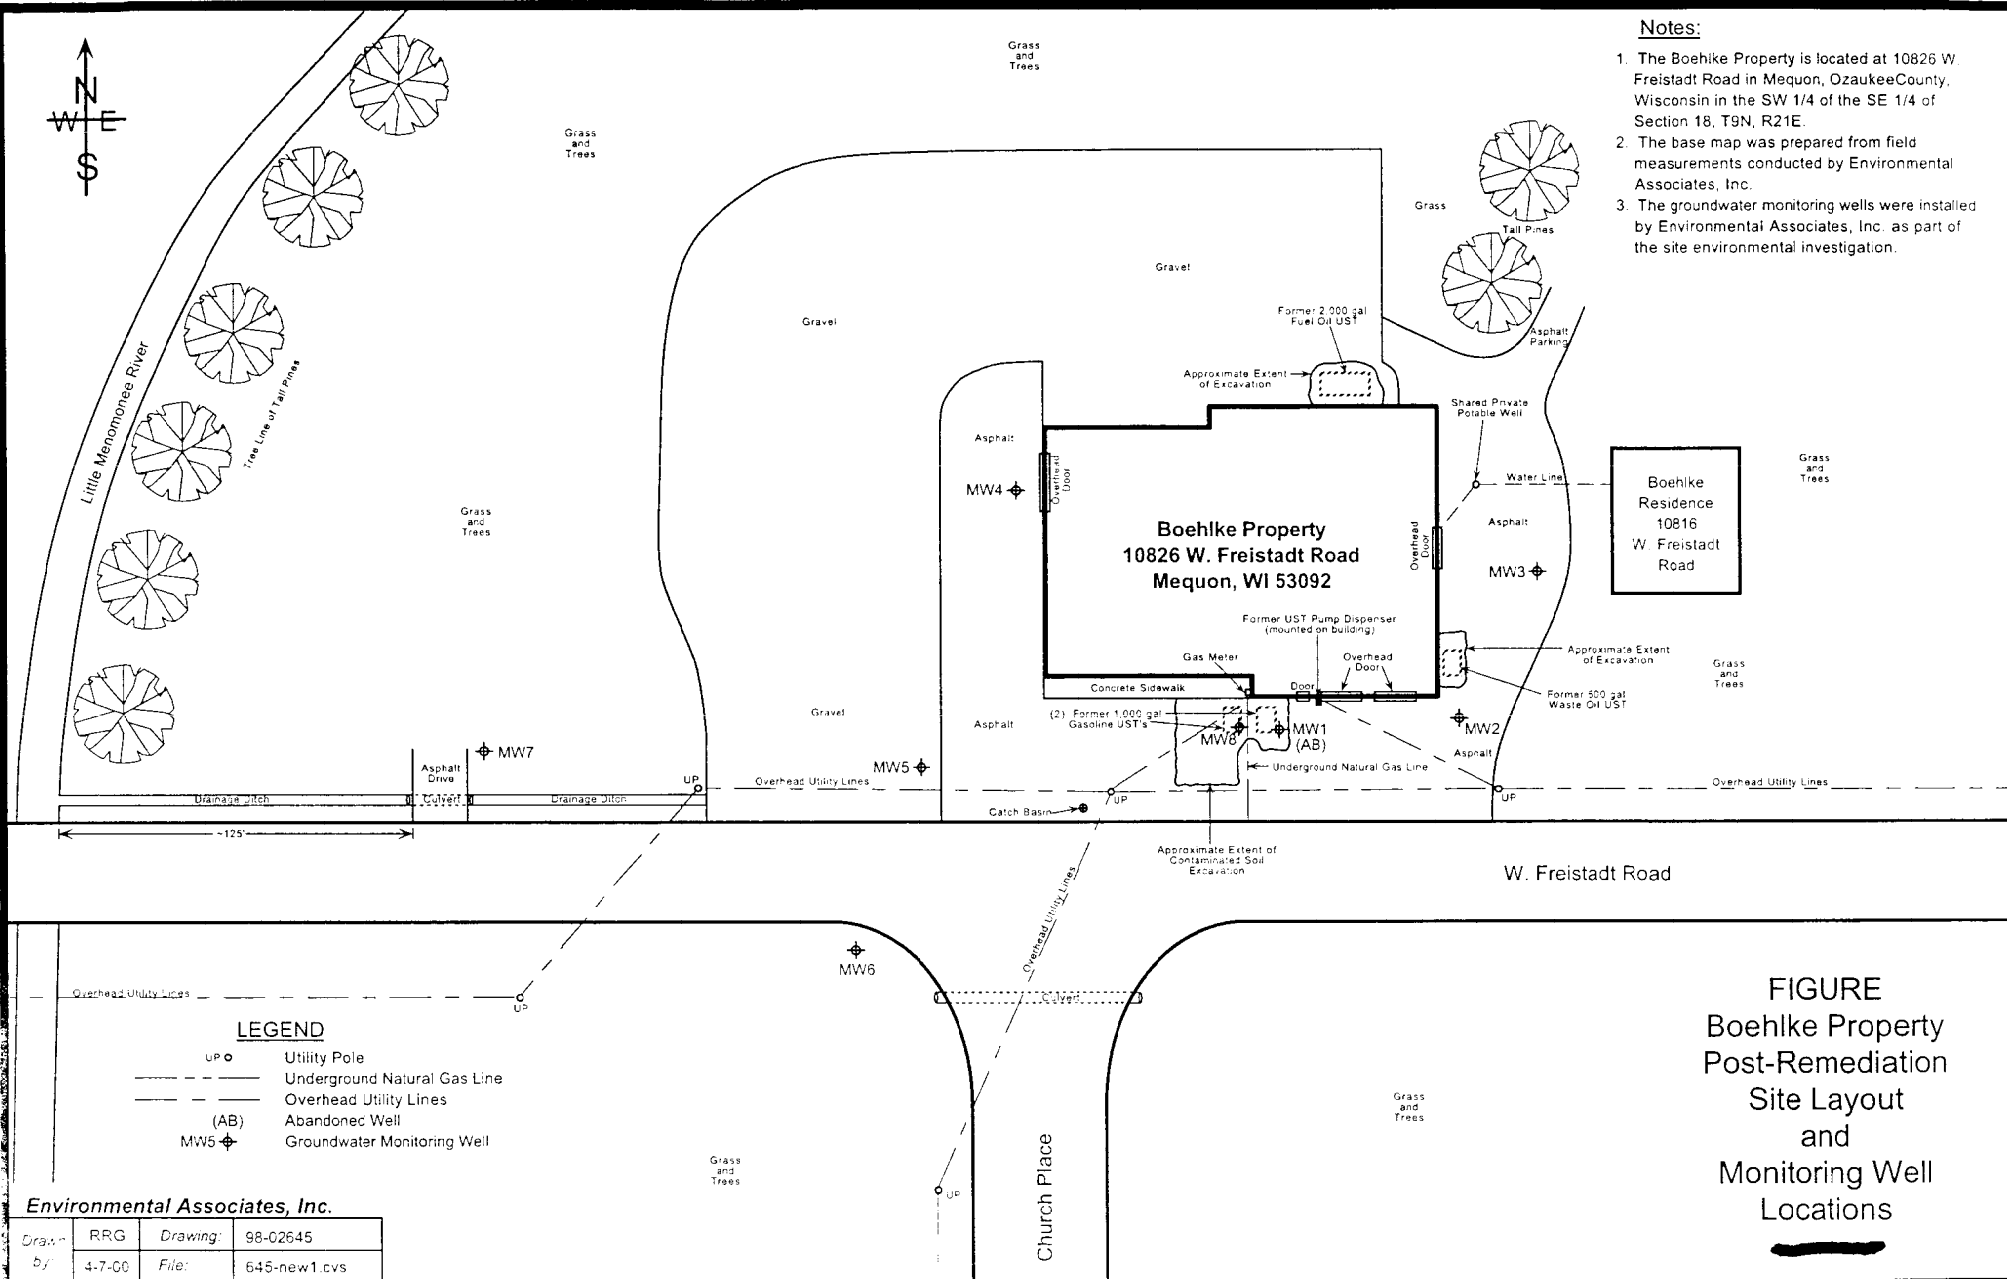 N
W E
S
Grass
and
Trees
Grass
and
Trees
Notes:
1. The Boehlke Property is located at 10826 W.
Freistadt Road in Mequon, OzaukeeCounty,
Wisconsin in the SW 1/4 of the SE 1/4 of
Section 18, T9N, R21E.
2. The base map was prepared from field
measurements conducted by Environmental
Associates, Inc.
3. The groundwater monitoring wells were installed
by Environmental Associates, Inc. as part of
the site environmental investigation.
Grass
Tall Pines
Gravel
Gravel
Former 2,000 gal
Fuel Oil UST
Asphalt
Parking
Approximate Extent
of Excavation
Shared Private
Potable Well
Little Menomonee River
Tree Line of Tall Pines
Asphalt
Overhead
Door
MW4
Grass
and
Trees
Water Line
Boehlke
Residence
10816
W. Freistadt
Road
Grass
and
Trees
Boehlke Property
10826 W. Freistadt Road
Mequon, WI 53092
Overhead
Door
Asphalt
MW3
Former UST Pump Dispenser
(mounted on building)
Gas Meter
Overhead
Door
Door
Concrete Sidewalk
Approximate Extent
of Excavation
Grass
and
Trees
Former 500 gal
Waste Oil UST
Gravel
Asphalt
(2) Former 1,000 gal
Gasoline UST's
MW8
MW1
(AB)
MW2
Asphalt
MW7
Asphalt
Drive
MW5
Underground Natural Gas Line
UP
Overhead Utility Lines
UP
UP
Overhead Utility Lines
Drainage Ditch
Culvert
Drainage Ditch
Catch Basin
~125'
Approximate Extent of
Contaminated Soil
Excavation
W. Freistadt Road
Overhead Utility Lines
MW6
Culvert
Overhead Utility Lines
UP
LEGEND
UP Utility Pole
Underground Natural Gas Line
Overhead Utility Lines
(AB) Abandoned Well
MW5 Groundwater Monitoring Well
Grass
and
Trees
Grass
and
Trees
UP
Church Place
FIGURE
Boehlke Property
Post-Remediation
Site Layout
and
Monitoring Well
Locations
Environmental Associates, Inc.
Drawn by: RRG Drawing: 98-02645
4-7-00 File: 645-new1.cvs